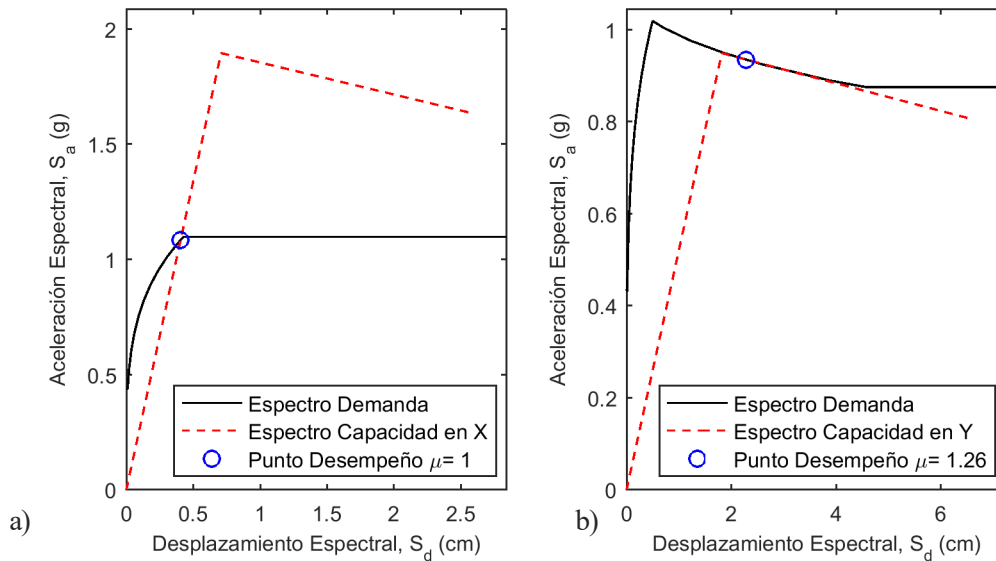 2
1.5
1
0.5
0
0
0.5
1
1.5
2
2.5
Aceleración Espectral, Sa (g)
Desplazamiento Espectral, Sd (cm)
Espectro Demanda
Espectro Capacidad en X
Punto Desempeño μ= 1
a)
1
0.8
0.6
0.4
0.2
0
0
2
4
6
Aceleración Espectral, Sa (g)
Desplazamiento Espectral, Sd (cm)
Espectro Demanda
Espectro Capacidad en Y
Punto Desempeño μ= 1.26
b)